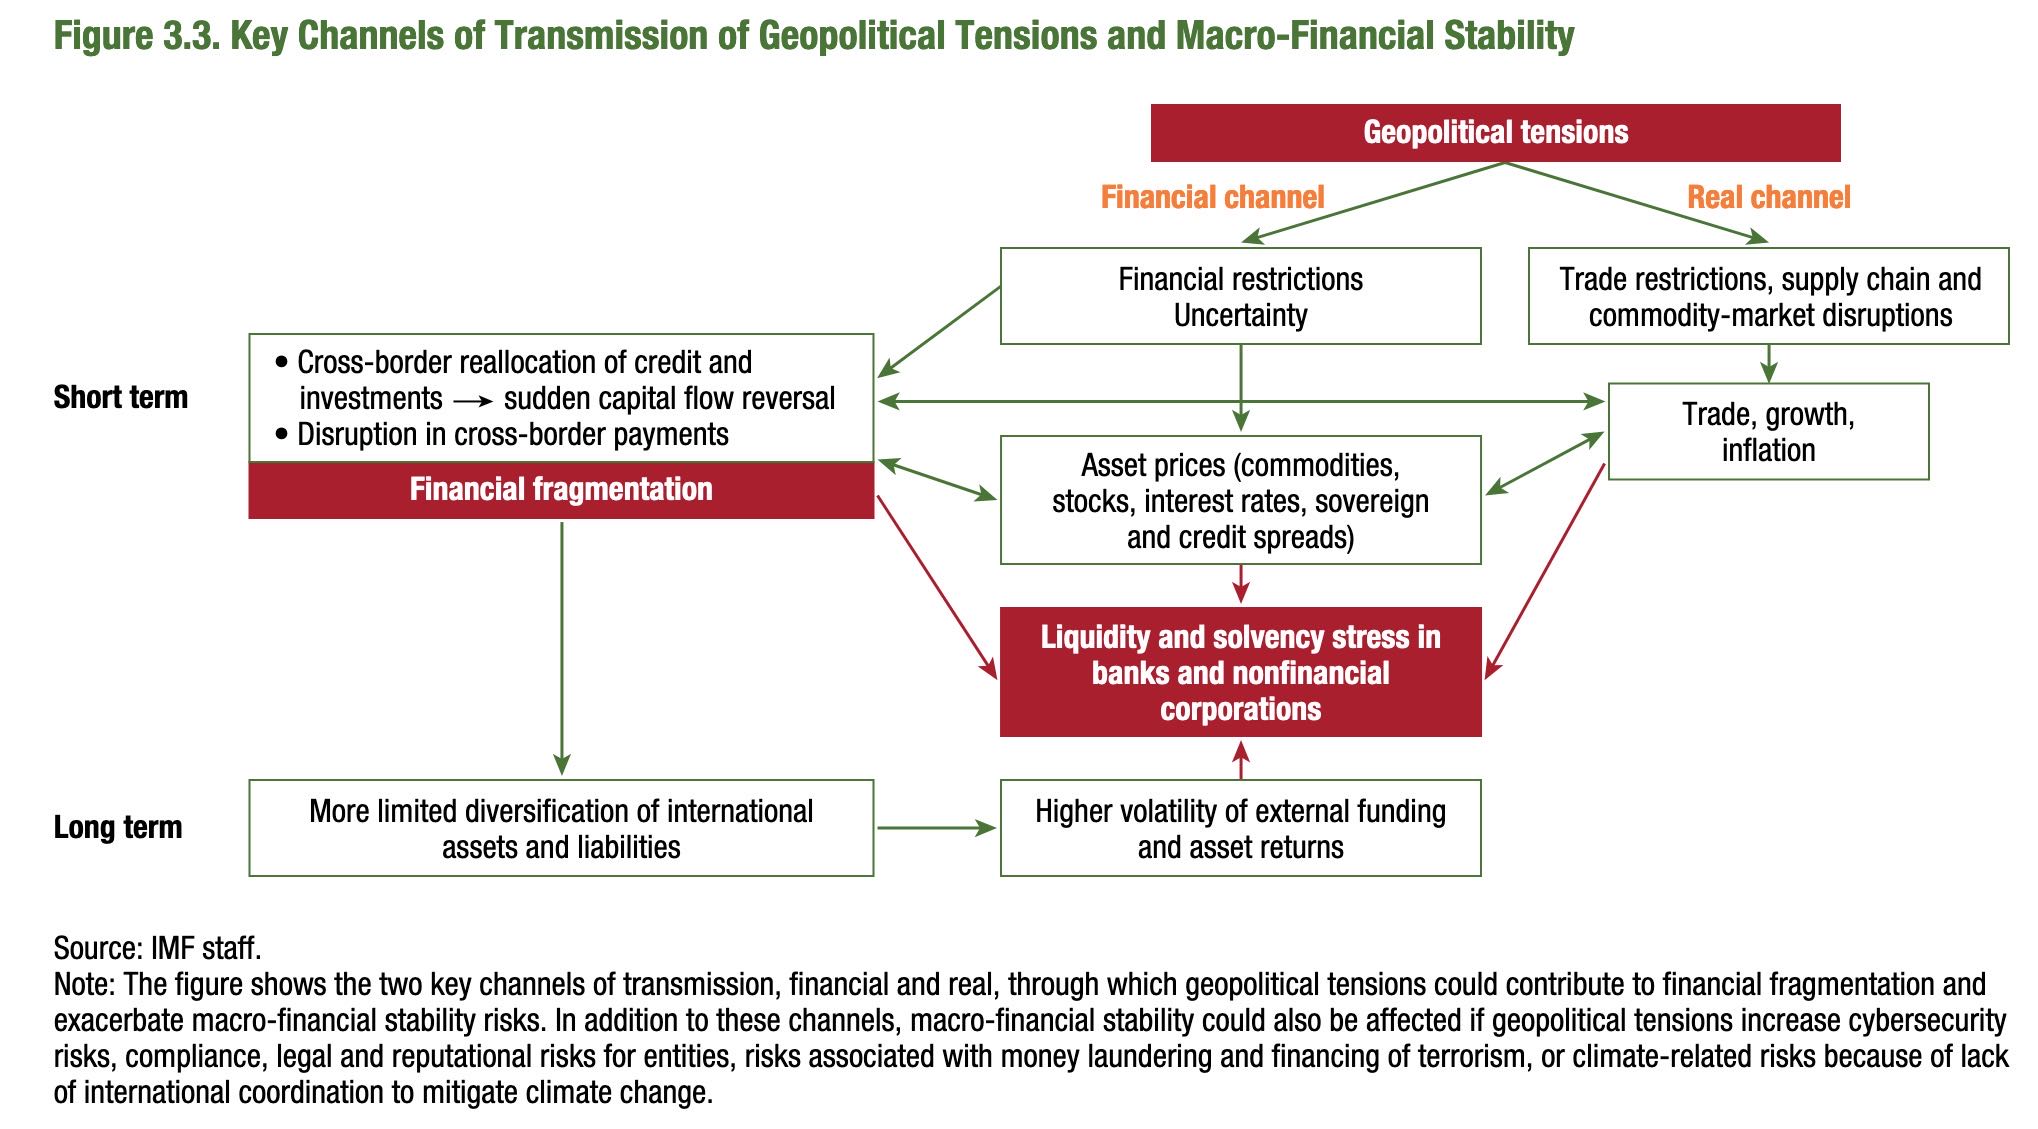 Figure 3.3. Key Channels of Transmission of Geopolitical Tensions and Macro-Financial Stability
Geopolitical tensions
Financial channel
Real channel
Financial restrictions
Uncertainty
Trade restrictions, supply chain and
commodity-market disruptions
Short term
• Cross-border reallocation of credit and
investments → sudden capital flow reversal
• Disruption in cross-border payments
Financial fragmentation
Trade, growth,
inflation
Asset prices (commodities,
stocks, interest rates, sovereign
and credit spreads)
Liquidity and solvency stress in
banks and nonfinancial
corporations
Long term
More limited diversification of international
assets and liabilities
Higher volatility of external funding
and asset returns
Source: IMF staff.
Note: The figure shows the two key channels of transmission, financial and real, through which geopolitical tensions could contribute to financial fragmentation and
exacerbate macro-financial stability risks. In addition to these channels, macro-financial stability could also be affected if geopolitical tensions increase cybersecurity
risks, compliance, legal and reputational risks for entities, risks associated with money laundering and financing of terrorism, or climate-related risks because of lack
of international coordination to mitigate climate change.